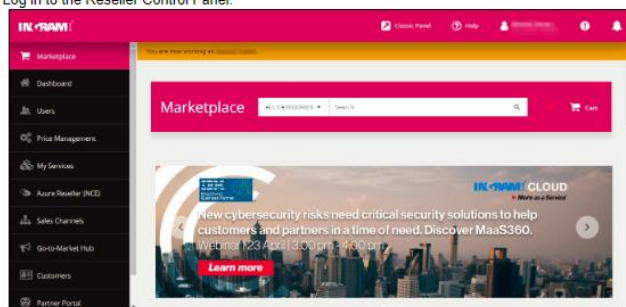 Log in to the Reseller Control Panel.
INGRAM
Classic Panel
Help
Marketplace
You are now working as
Dashboard
Users
Marketplace
ALL CATEGORIES
Search
Cart
Price Management
My Services
Azure Reseller (NCE)
INGRAM CLOUD
More as a Service
Sales Channels
New cybersecurity risks need critical security solutions to help
customers and partners in a time of need. Discover MaaS360.
Go-to-Market Hub
Webinar | 23 April | 3:00 pm - 4:00 pm
Learn more
Customers
Partner Portal